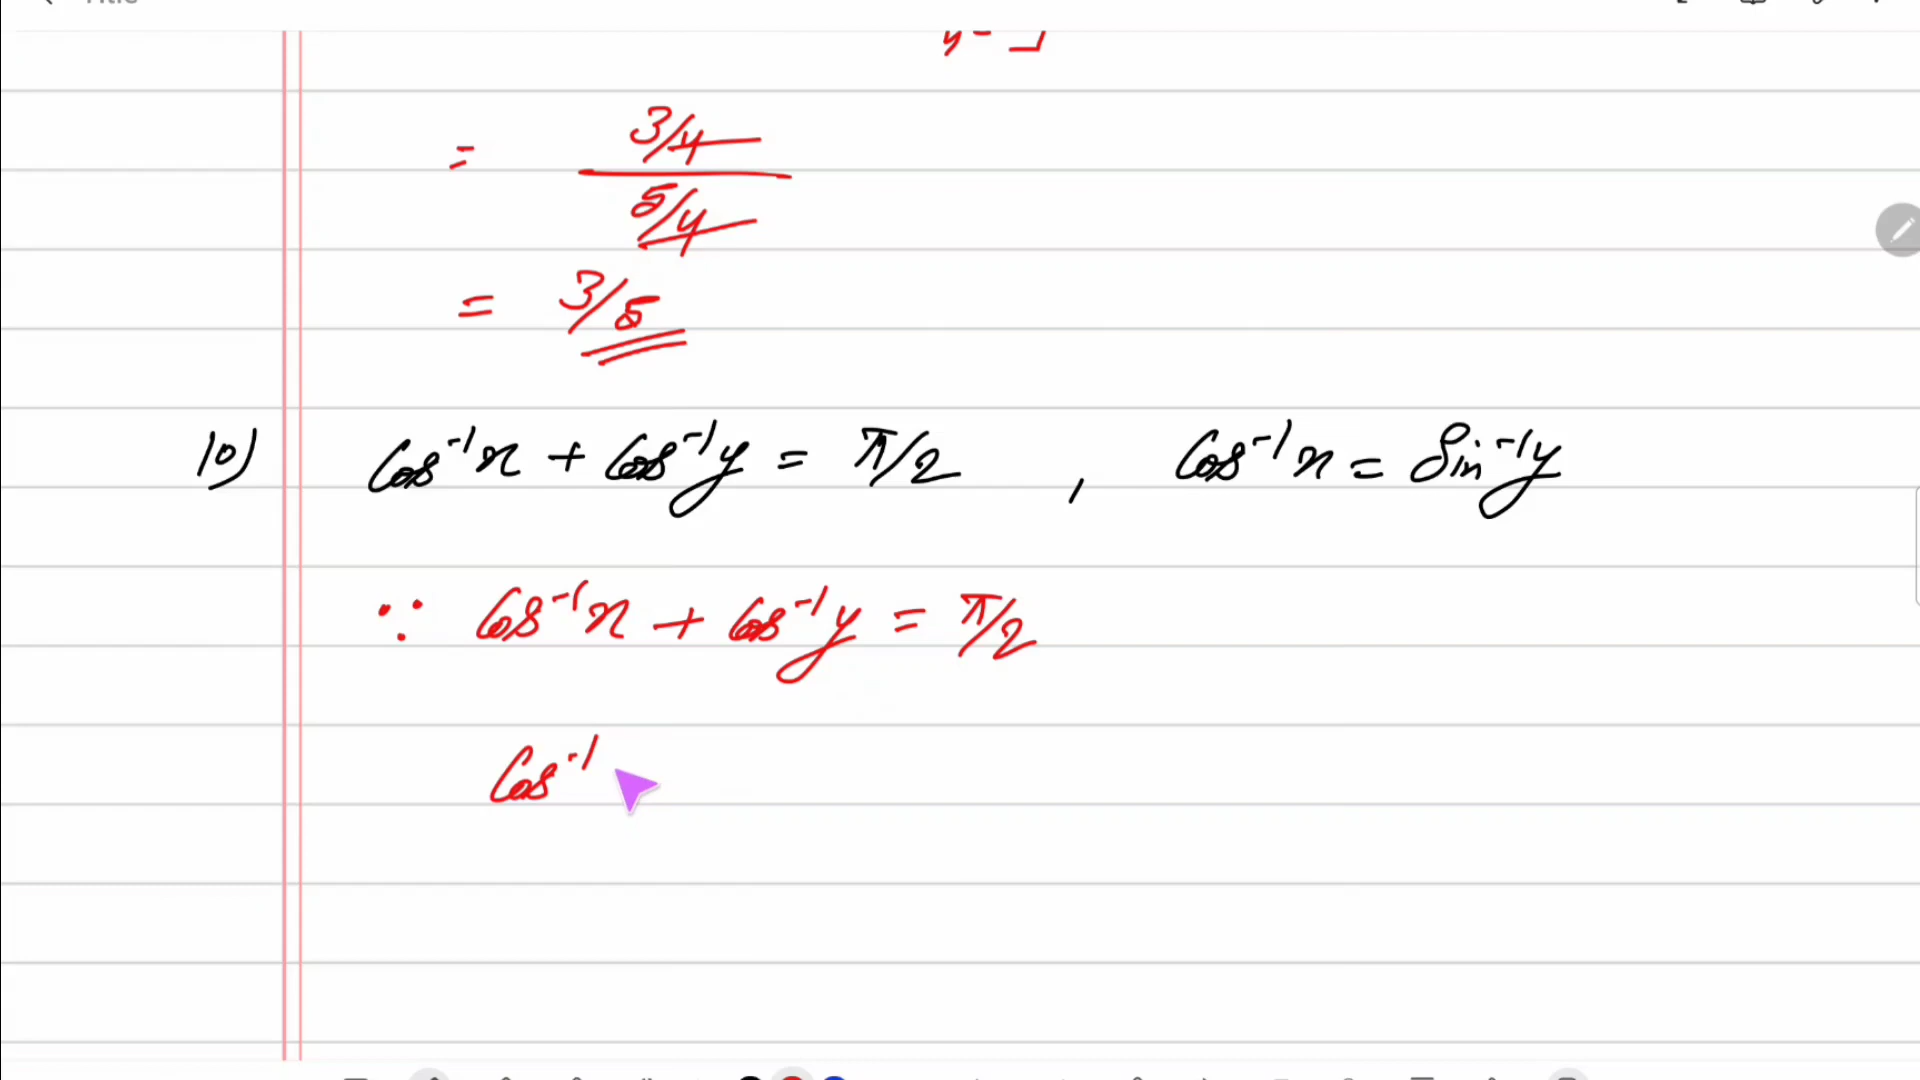 = 3/4 / 5/4
= 3/5
10) Cos⁻¹x + Cos⁻¹y = π/2 , Cos⁻¹x = Sin⁻¹y
∵ Cos⁻¹x + Cos⁻¹y = π/2
Cos⁻¹